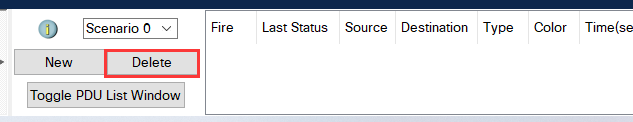 Scenario 0
Fire Last Status Source Destination Type Color Time(se
New Delete
Toggle PDU List Window